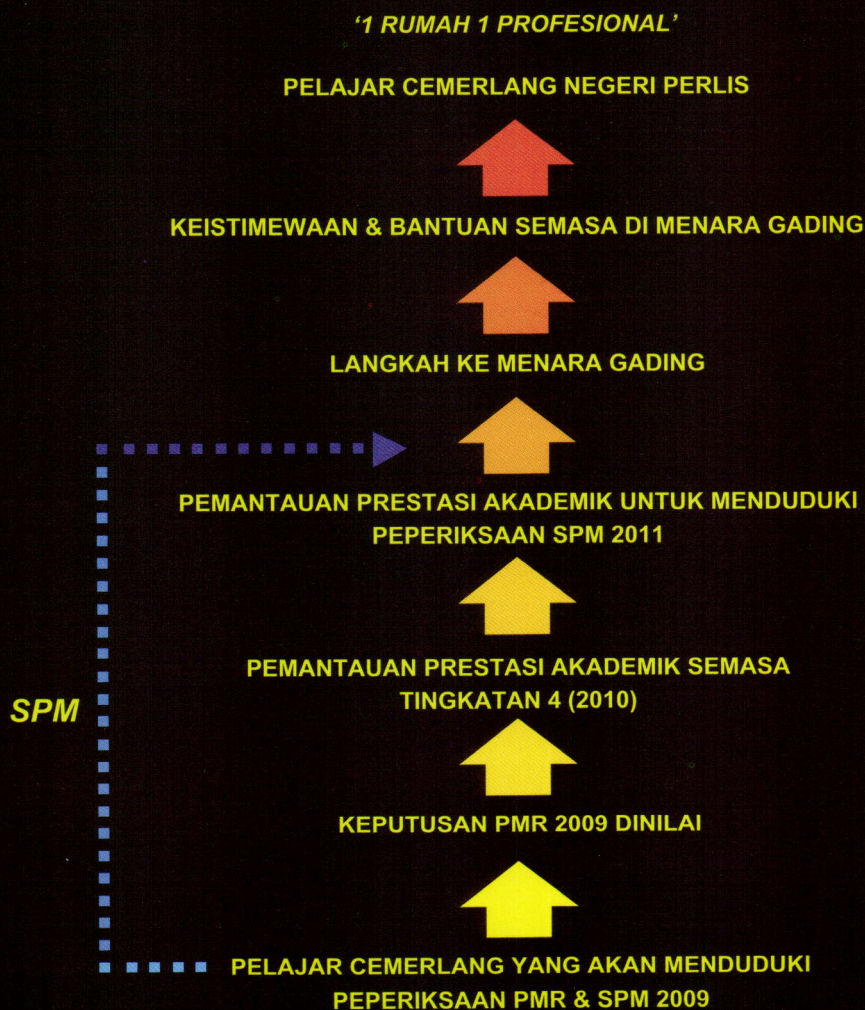 '1 RUMAH 1 PROFESIONAL'
PELAJAR CEMERLANG NEGERI PERLIS
KEISTIMEWAAN & BANTUAN SEMASA DI MENARA GADING
LANGKAH KE MENARA GADING
PEMANTAUAN PRESTASI AKADEMIK UNTUK MENDUDUKI
PEPERIKSAAN SPM 2011
PEMANTAUAN PRESTASI AKADEMIK SEMASA
TINGKATAN 4 (2010)
SPM
KEPUTUSAN PMR 2009 DINILAI
PELAJAR CEMERLANG YANG AKAN MENDUDUKI
PEPERIKSAAN PMR & SPM 2009